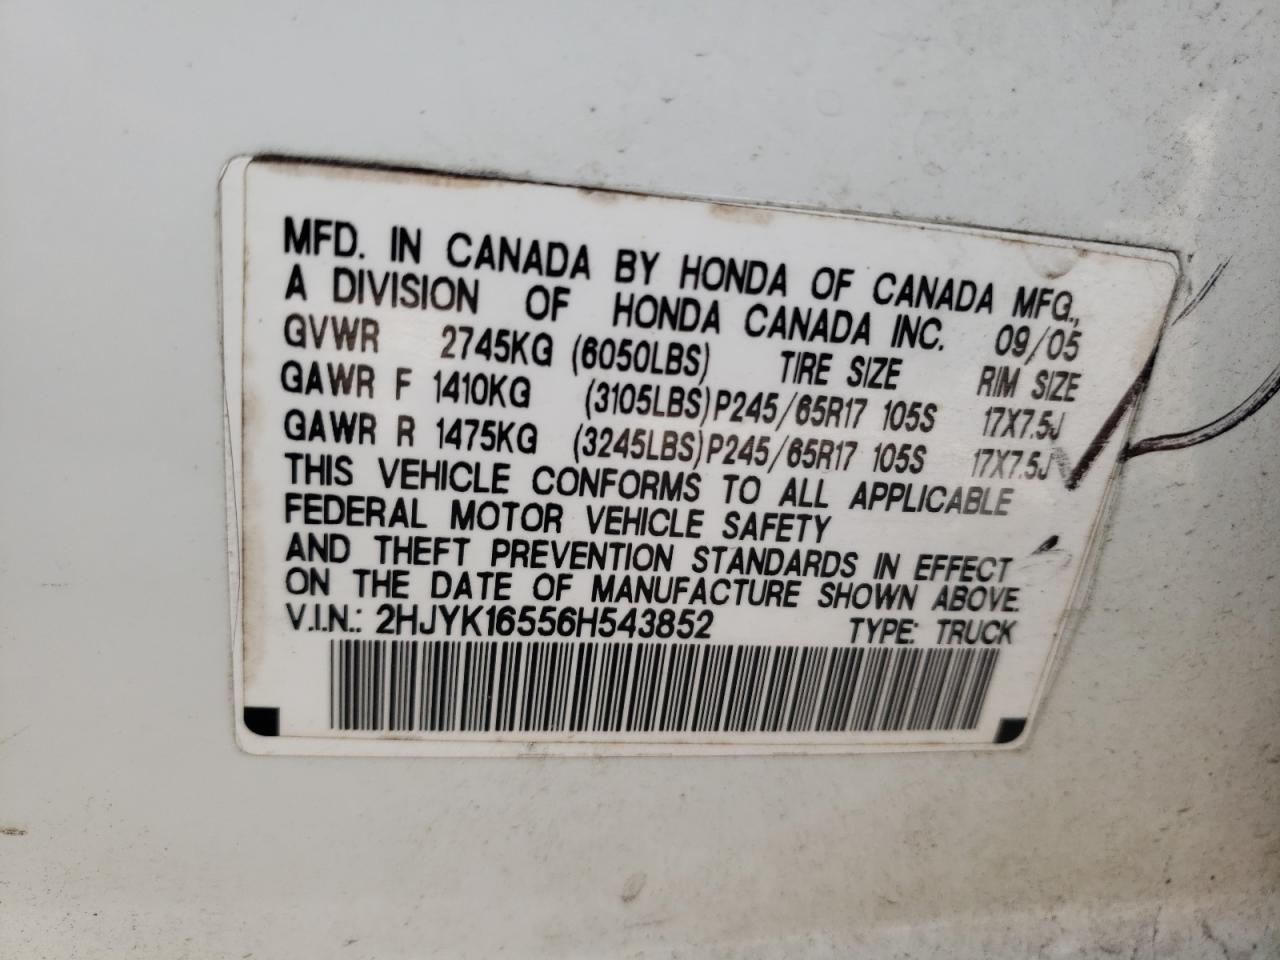 MFD. IN CANADA BY HONDA OF CANADA MFG.,
A DIVISION OF HONDA CANADA INC. 09/05
GVWR 2745KG (6050LBS) TIRE SIZE RIM SIZE
GAWR F 1410KG (3105LBS) P245/65R17 105S 17X7.5J
GAWR R 1475KG (3245LBS) P245/65R17 105S 17X7.5J
THIS VEHICLE CONFORMS TO ALL APPLICABLE
FEDERAL MOTOR VEHICLE SAFETY
AND THEFT PREVENTION STANDARDS IN EFFECT
ON THE DATE OF MANUFACTURE SHOWN ABOVE.
V.I.N.: 2HJYK16556H543852 TYPE: TRUCK